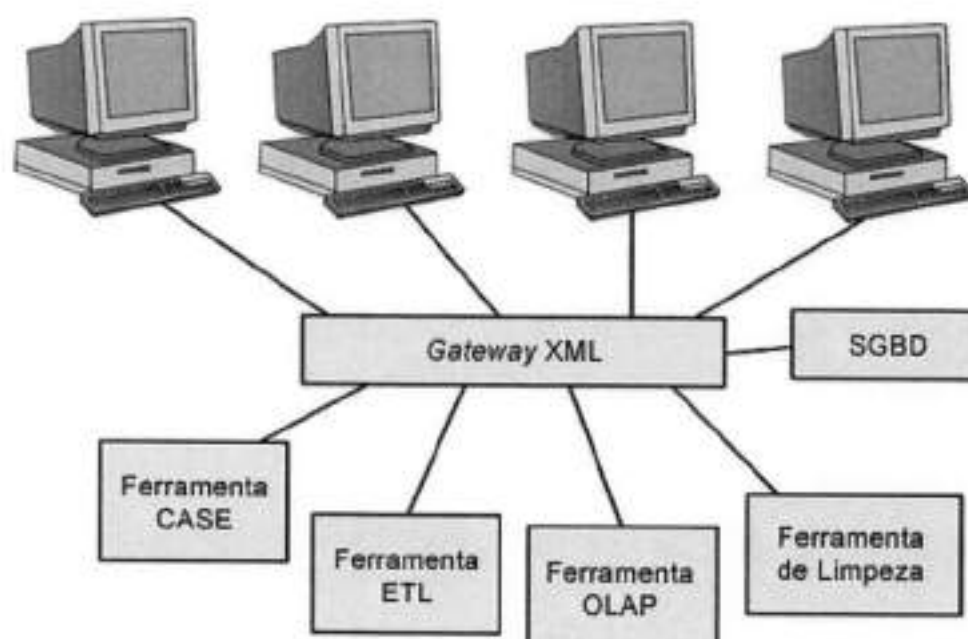 Gateway XML
SGBD
Ferramenta
CASE
Ferramenta
ETL
Ferramenta
OLAP
Ferramenta
de Limpeza